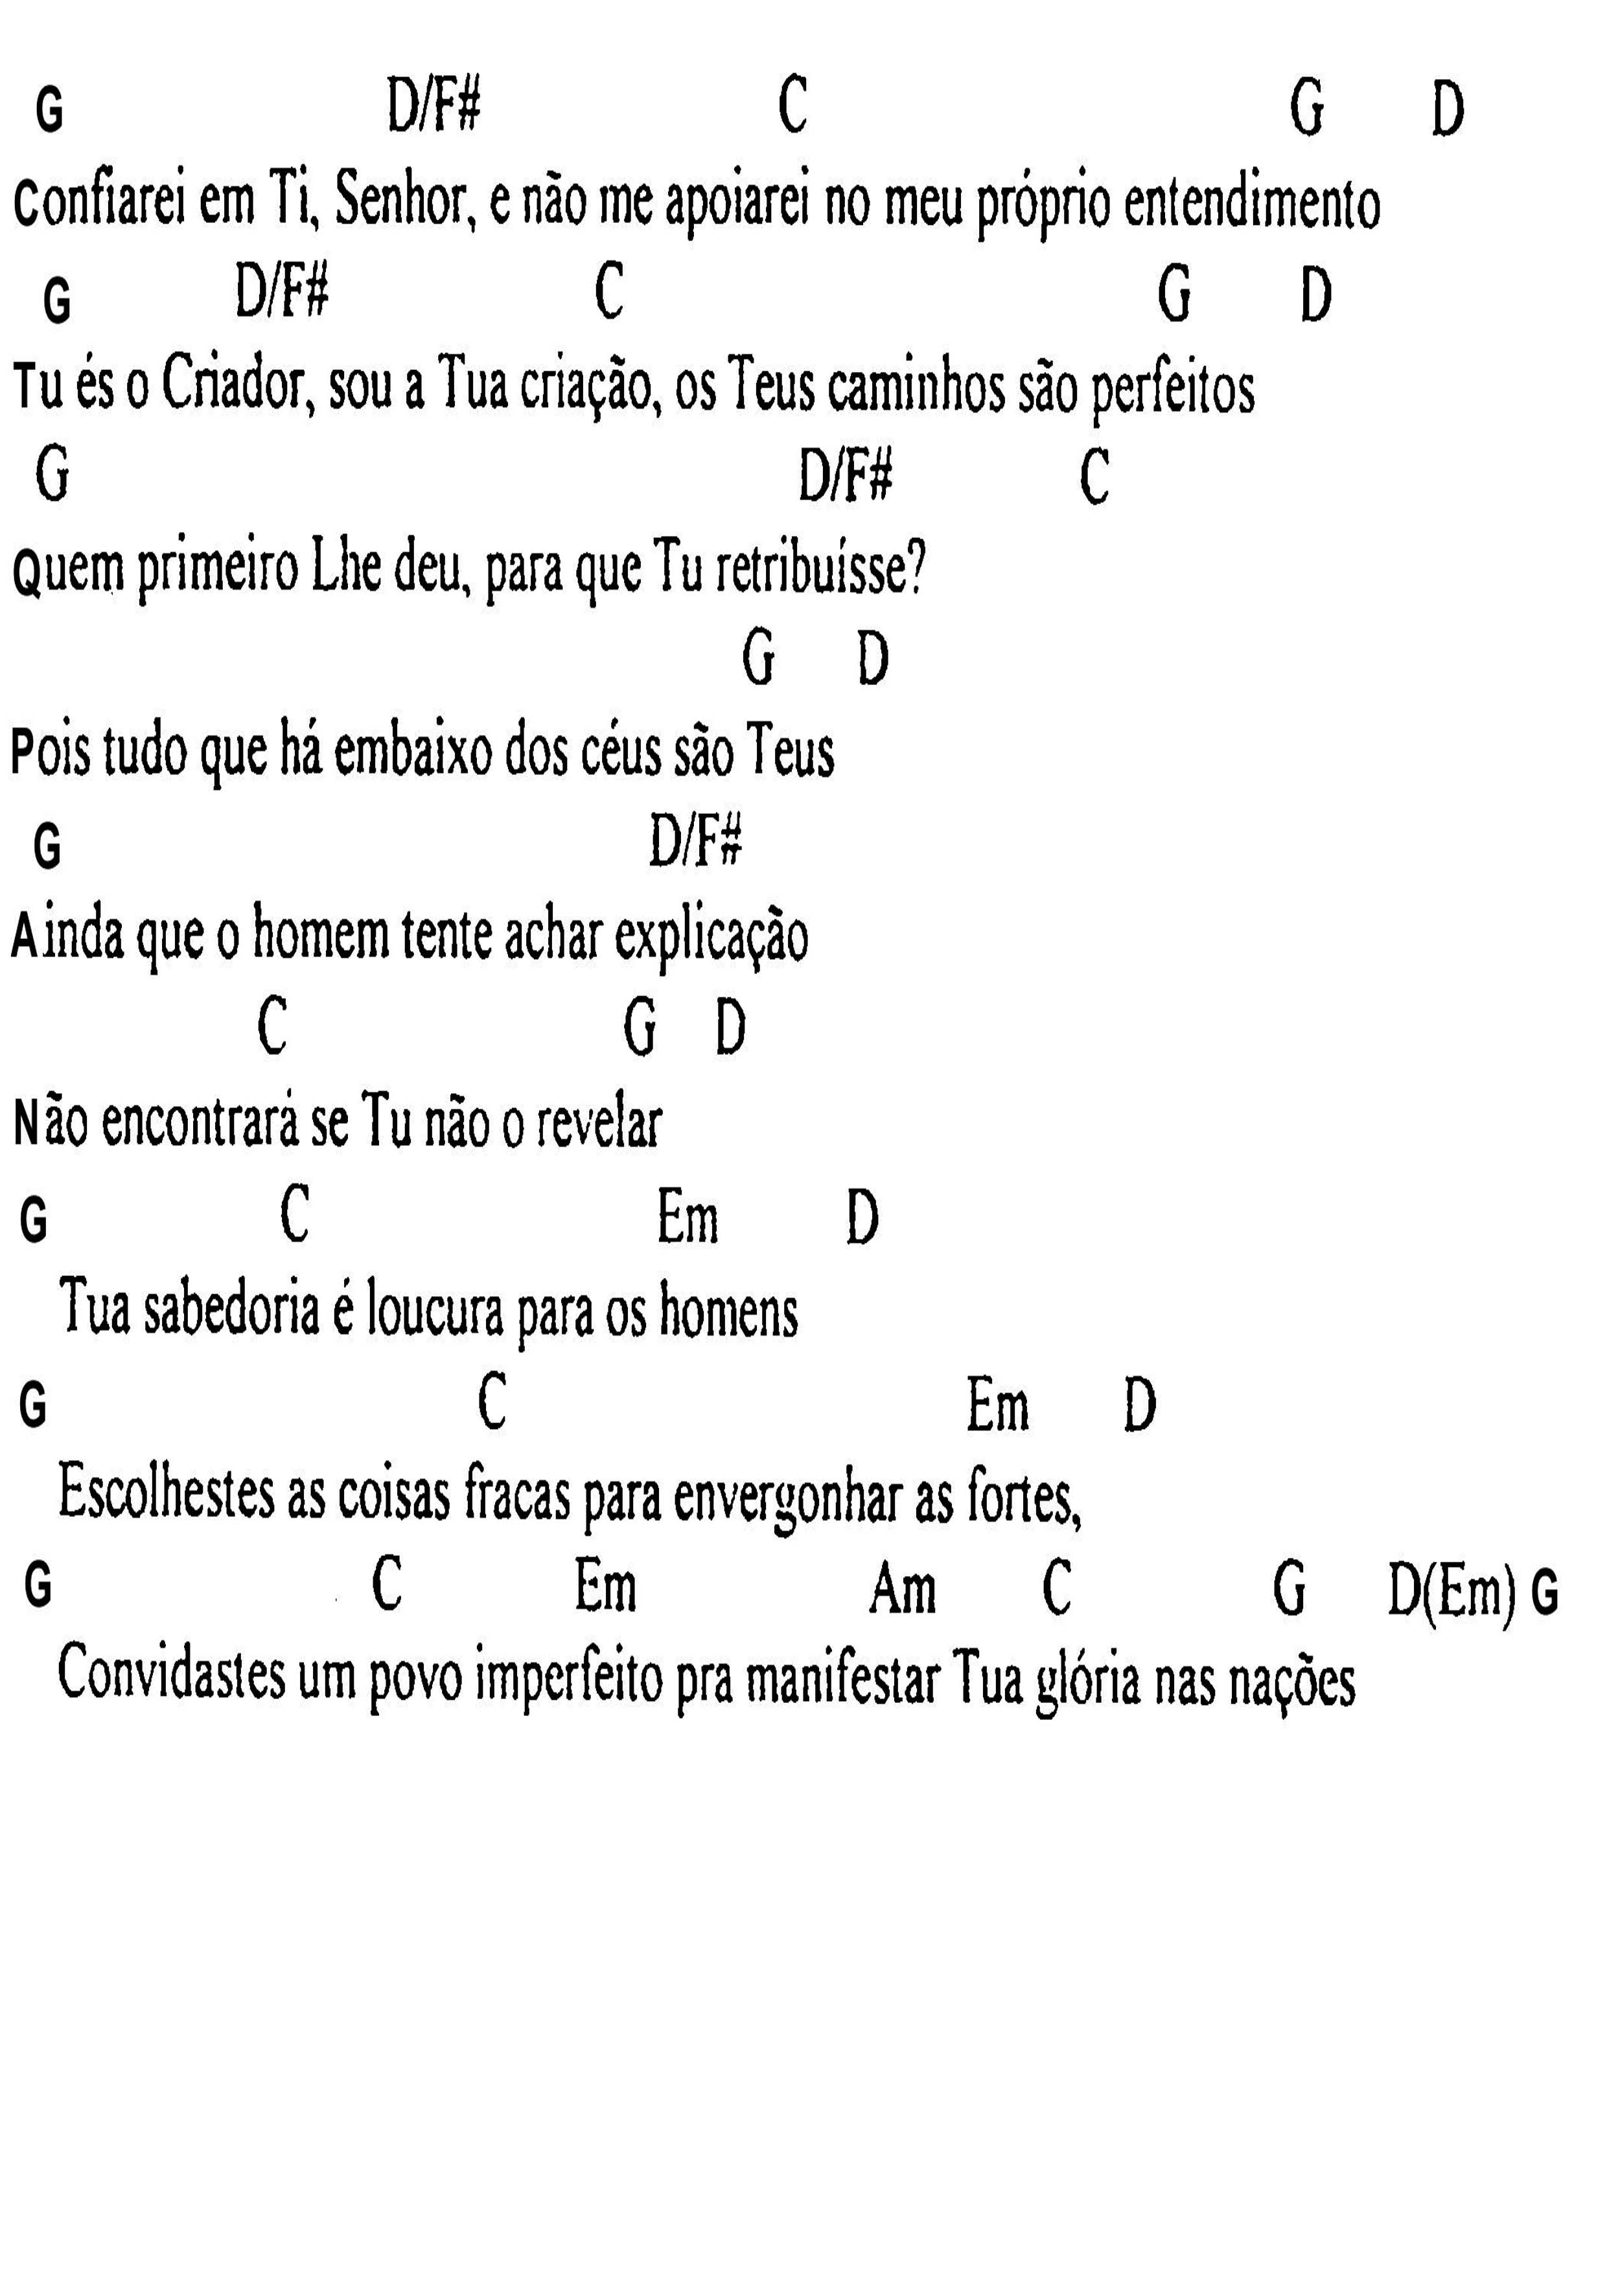 G D/F# C G D
Confiarei em Ti, Senhor, e não me apoiarei no meu próprio entendimento
G D/F# C G D
Tu és o Criador, sou a Tua criação, os Teus caminhos são perfeitos
G D/F# C
Quem primeiro Lhe deu, para que Tu retribuísse?
G D
Pois tudo que há embaixo dos céus são Teus
G D/F#
Ainda que o homem tente achar explicação
C G D
Não encontrará se Tu não o revelar
G C Em D
Tua sabedoria é loucura para os homens
G C Em D
Escolhestes as coisas fracas para envergonhar as fortes,
G C Em Am C G D(Em) G
Convidastes um povo imperfeito pra manifestar Tua glória nas nações